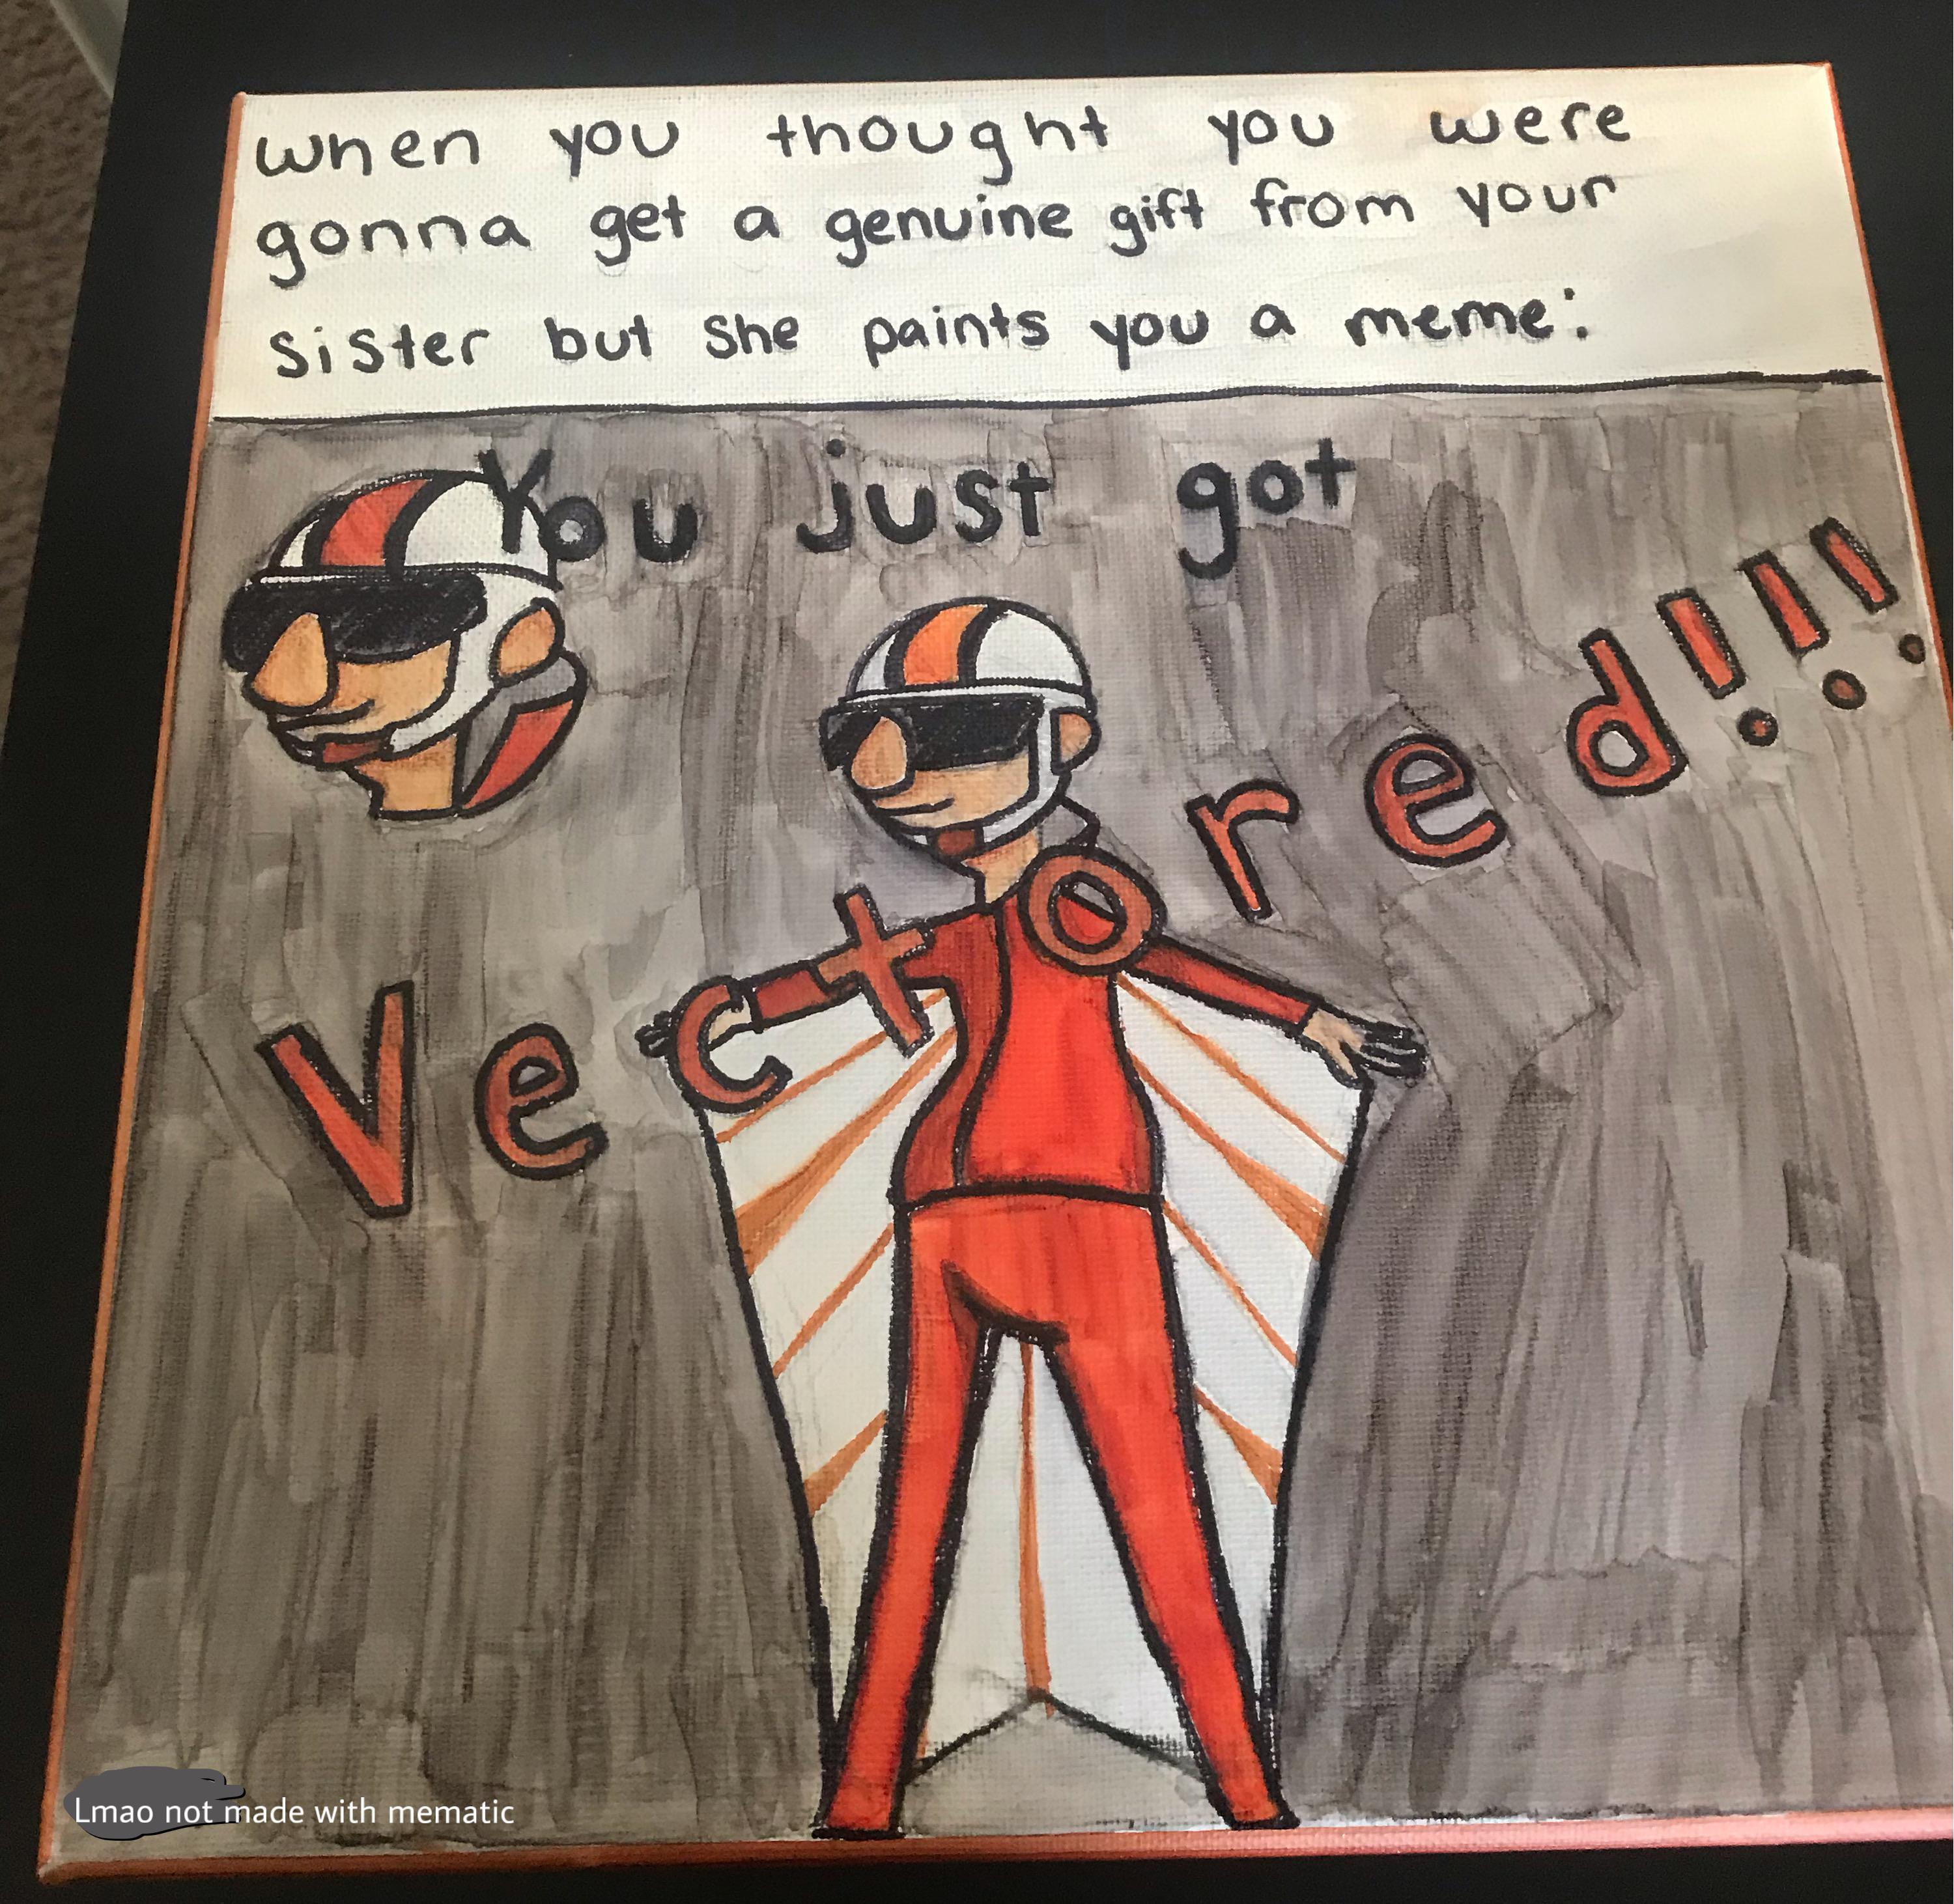 when you thought you were
gonna get a genuine gift from your
sister but she paints you a meme:
You just got
Vectored!!!
Lmao not made with mematic